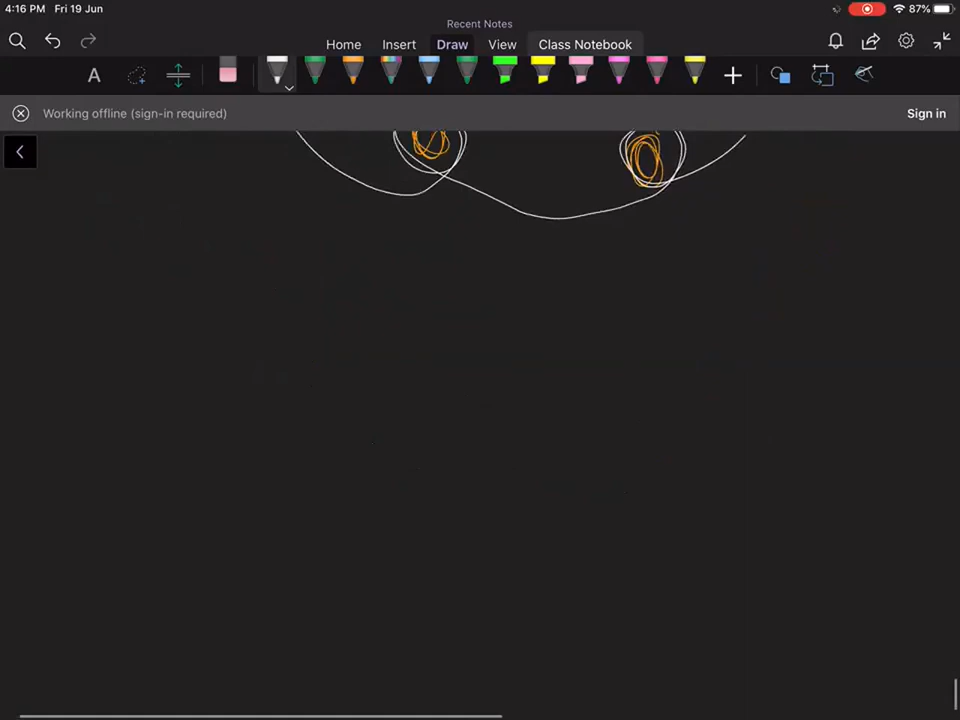 4:16 PM Fri 19 Jun
87%
Recent Notes
Home Insert Draw View Class Notebook
A
Working offline (sign-in required) Sign in